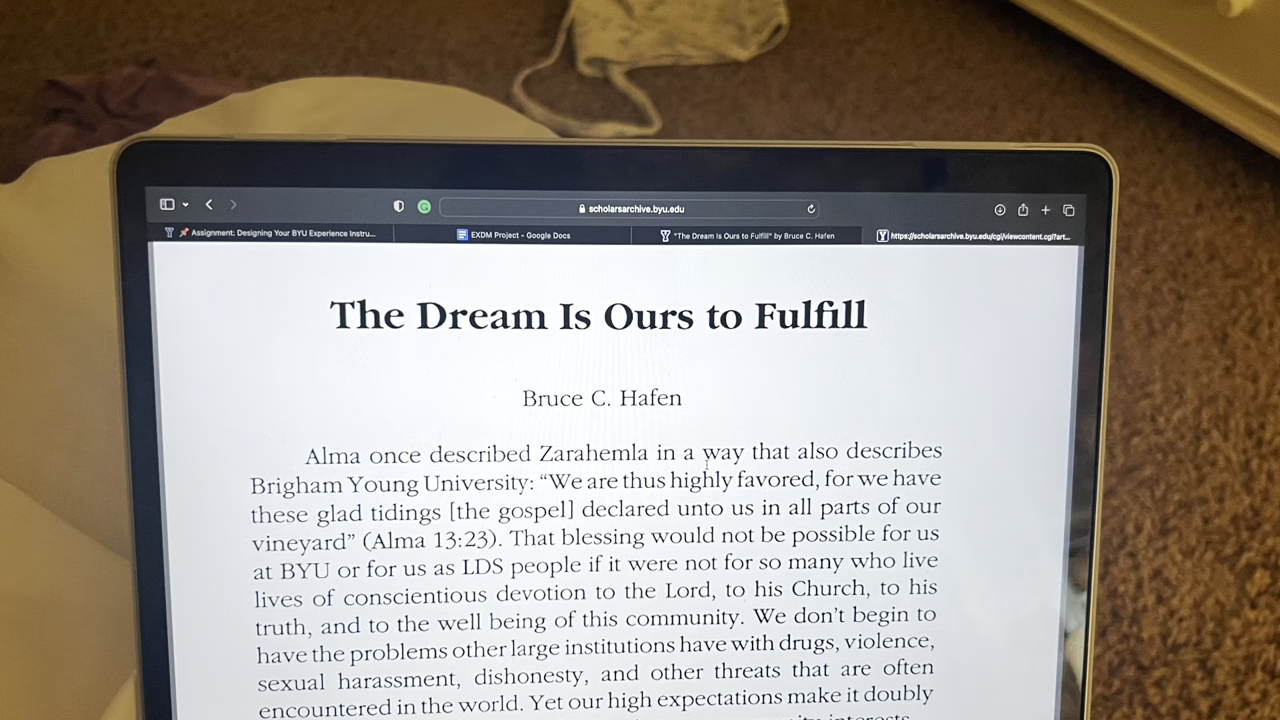 scholarsarchive.byu.edu
Assignment: Designing Your BYU Experience Instru...
EXDM Project - Google Docs
"The Dream Is Ours to Fulfill" by Bruce C. Hafen
https://scholarsarchive.byu.edu/cgi/viewcontent.cgi?art...
The Dream Is Ours to Fulfill
Bruce C. Hafen
Alma once described Zarahemla in a way that also describes
Brigham Young University: “We are thus highly favored, for we have
these glad tidings [the gospel] declared unto us in all parts of our
vineyard” (Alma 13:23). That blessing would not be possible for us
at BYU or for us as LDS people if it were not for so many who live
lives of conscientious devotion to the Lord, to his Church, to his
truth, and to the well being of this community. We don’t begin to
have the problems other large institutions have with drugs, violence,
sexual harassment, dishonesty, and other threats that are often
encountered in the world. Yet our high expectations make it doubly
interests